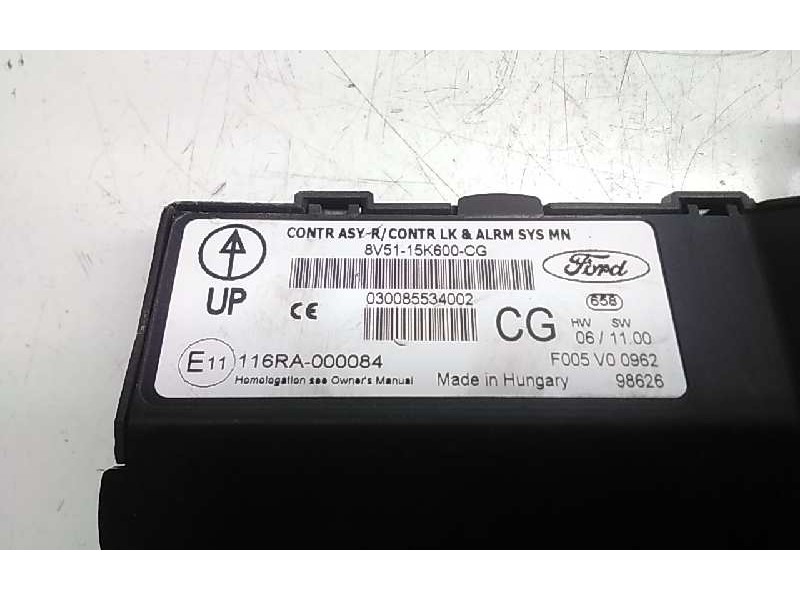 CONTR ASY-R/CONTR LK & ALRM SYS MN
8V51-15K600-CG
Ford
UP
CE
030085534002
CG
658
HW SW
06 / 11.00
E11 116RA-000084
F005 V0 0962
Homologation see Owner's Manual
Made in Hungary
98626